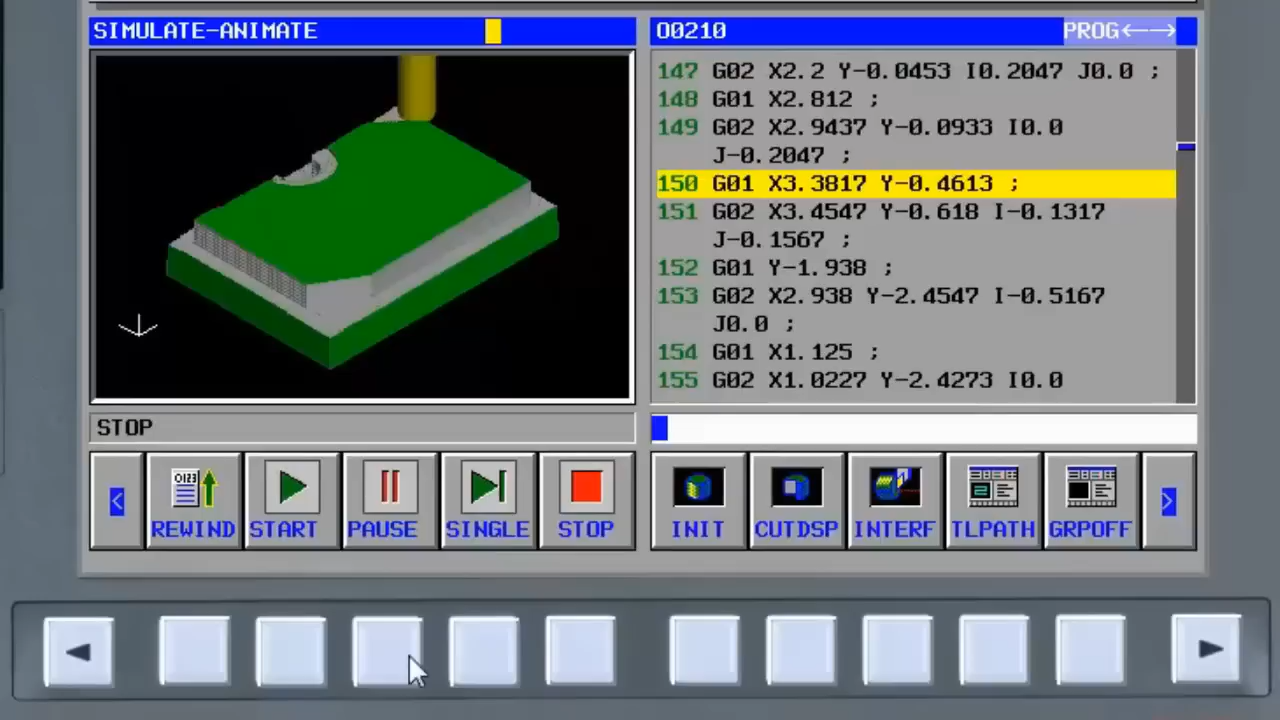 SIMULATE-ANIMATE
O0210 PROG←→
147 G02 X2.2 Y-0.0453 I0.2047 J0.0 ;
148 G01 X2.812 ;
149 G02 X2.9437 Y-0.0933 I0.0
J-0.2047 ;
150 G01 X3.3817 Y-0.4613 ;
151 G02 X3.4547 Y-0.618 I-0.1317
J-0.1567 ;
152 G01 Y-1.938 ;
153 G02 X2.938 Y-2.4547 I-0.5167
J0.0 ;
154 G01 X1.125 ;
155 G02 X1.0227 Y-2.4273 I0.0
STOP
< REWIND START PAUSE SINGLE STOP
INIT CUTDSP INTERF TLPATH GRPOFF >